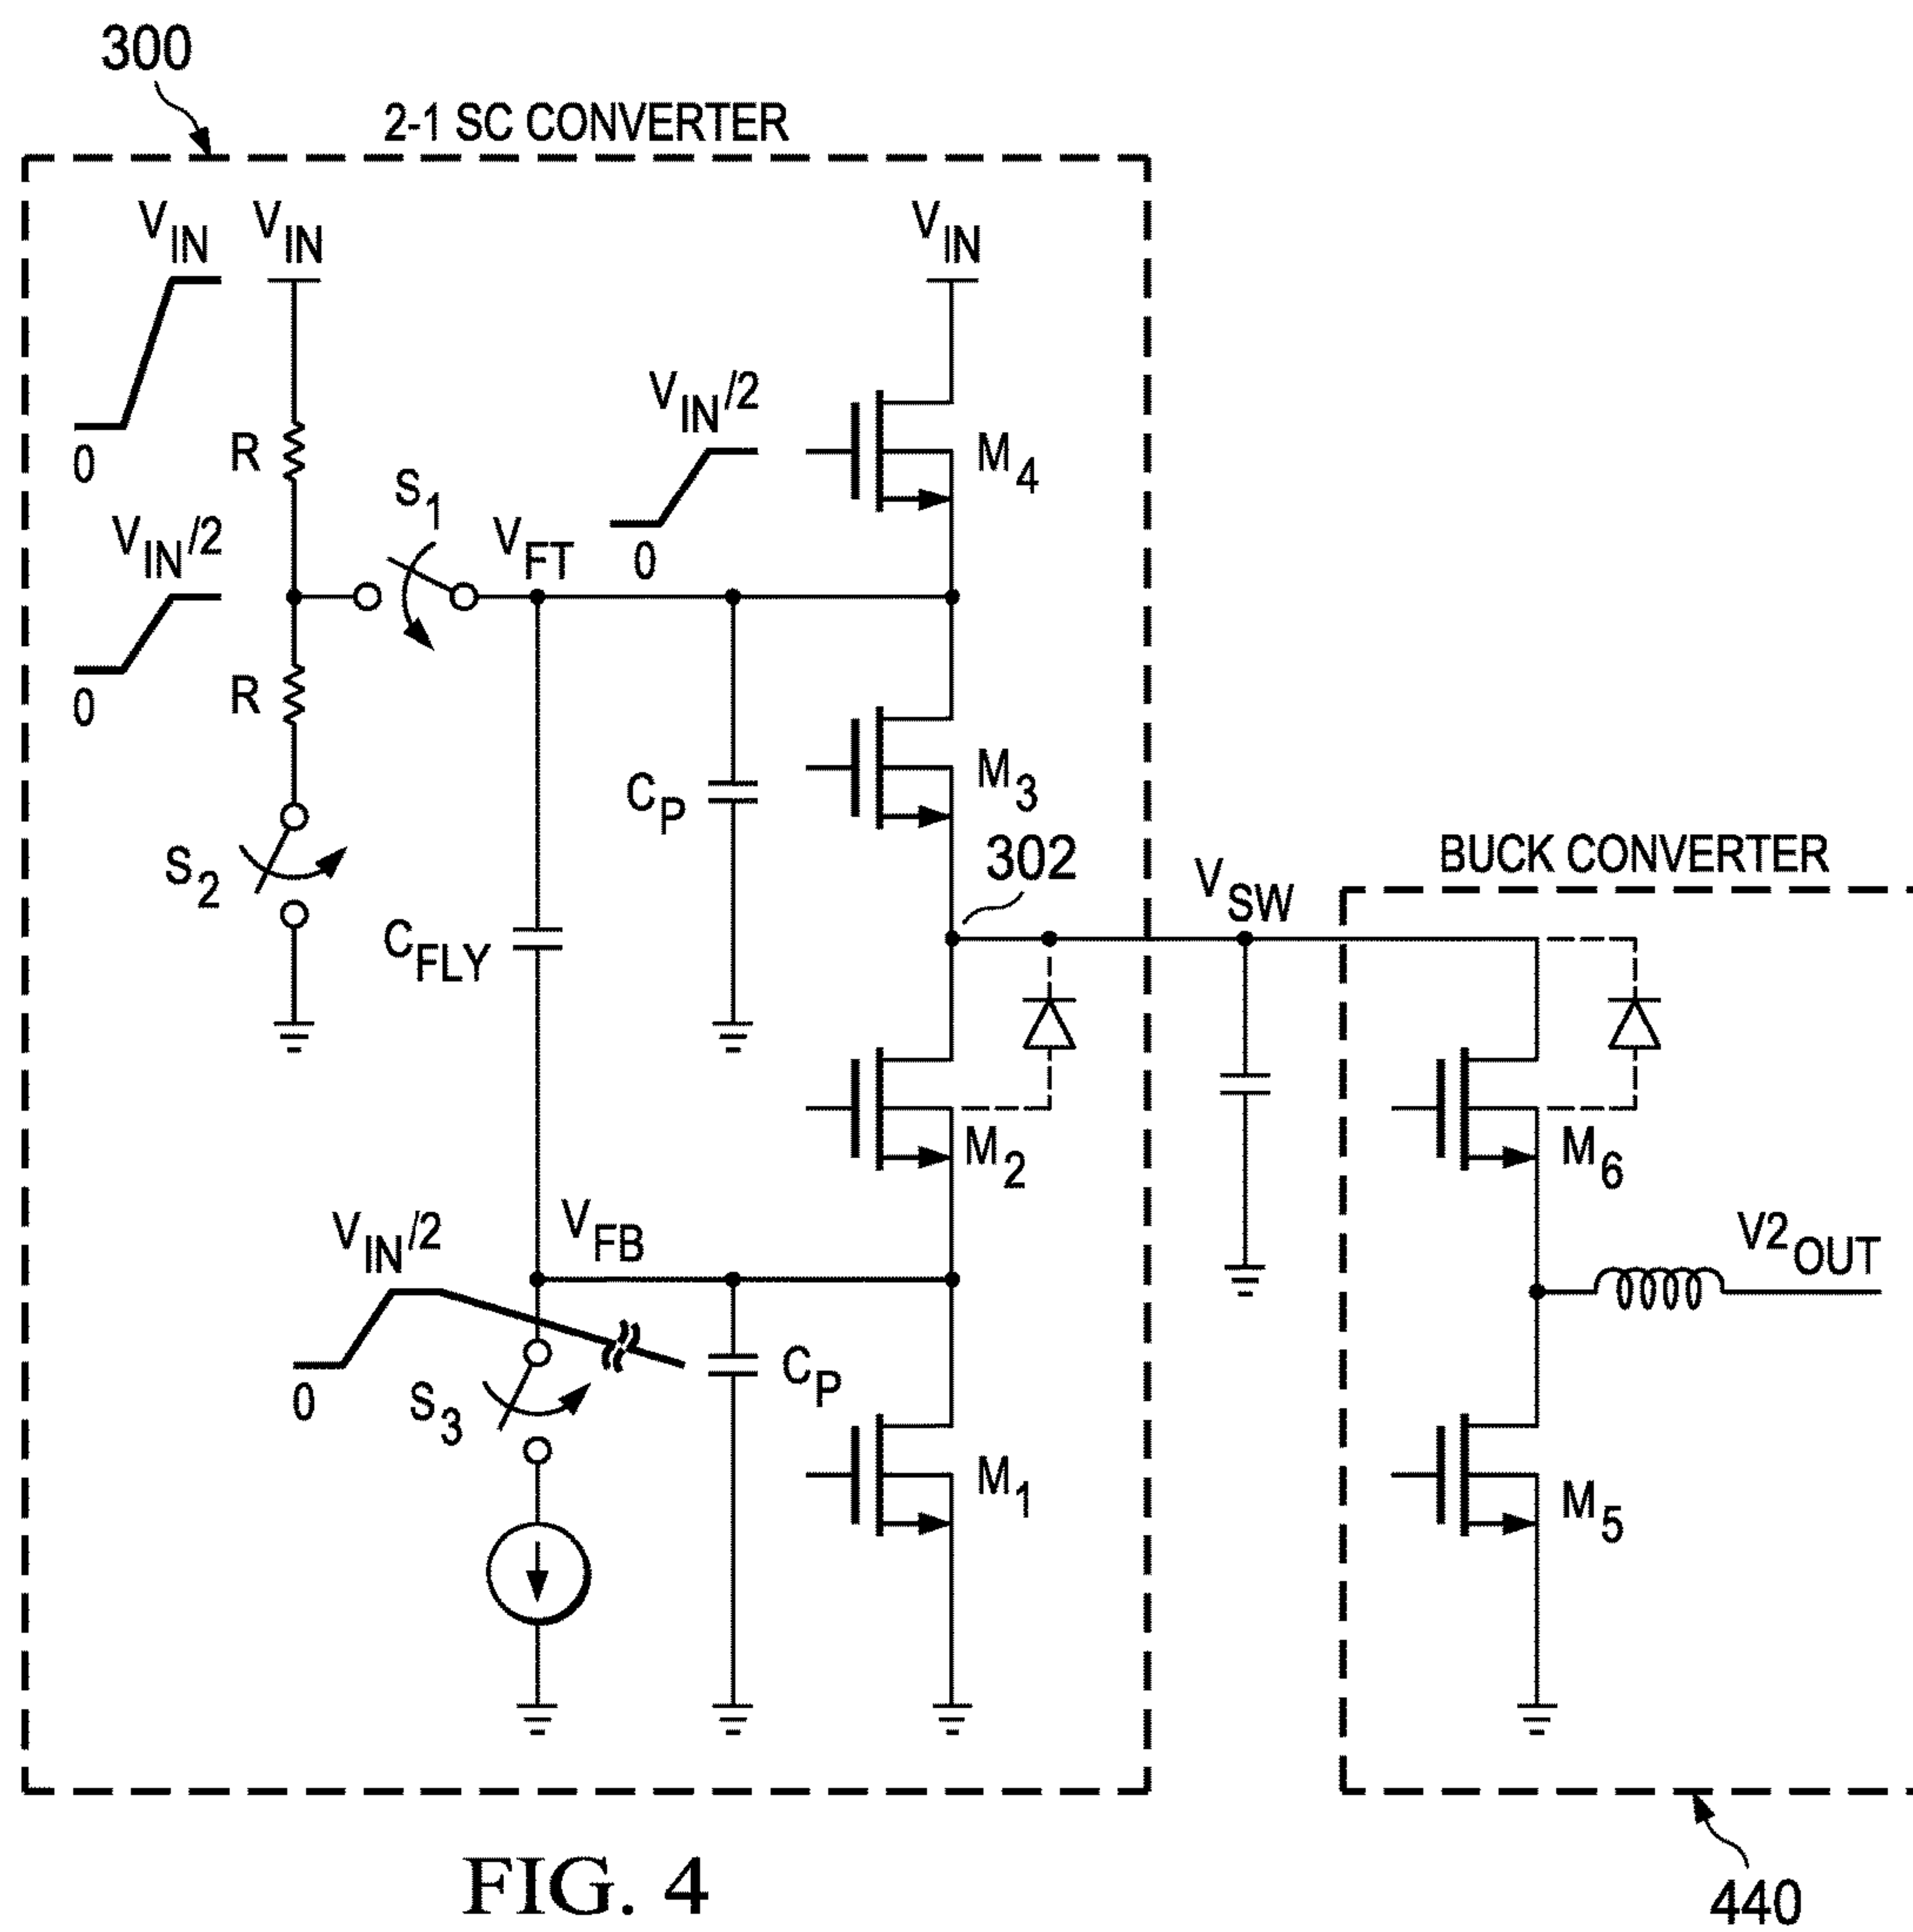 300
2-1 SC CONVERTER
VIN
VIN
VIN
0
R
VIN/2
0
S1
VFT
VIN/2
0
M4
R
S2
CFLY
CP
M3
302
VSW
BUCK CONVERTER
M2
M6
VIN/2
0
VFB
S3
CP
M1
V2OUT
M5
FIG. 4
440